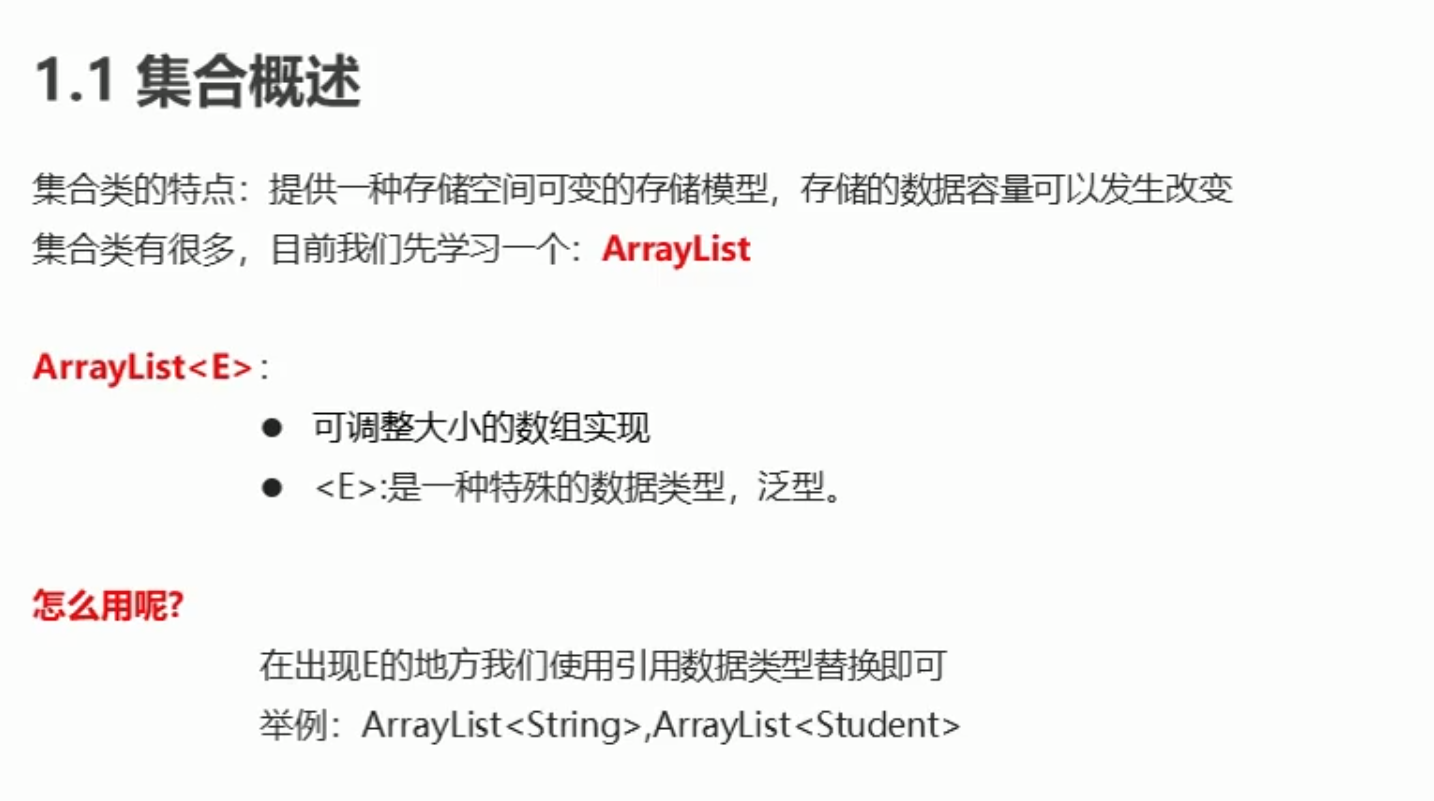 1.1 集合概述
集合类的特点：提供一种存储空间可变的存储模型，存储的数据容量可以发生改变
集合类有很多，目前我们先学习一个：ArrayList
ArrayList<E> :
● 可调整大小的数组实现
● <E>:是一种特殊的数据类型，泛型。
怎么用呢?
在出现E的地方我们使用引用数据类型替换即可
举例：ArrayList<String>,ArrayList<Student>